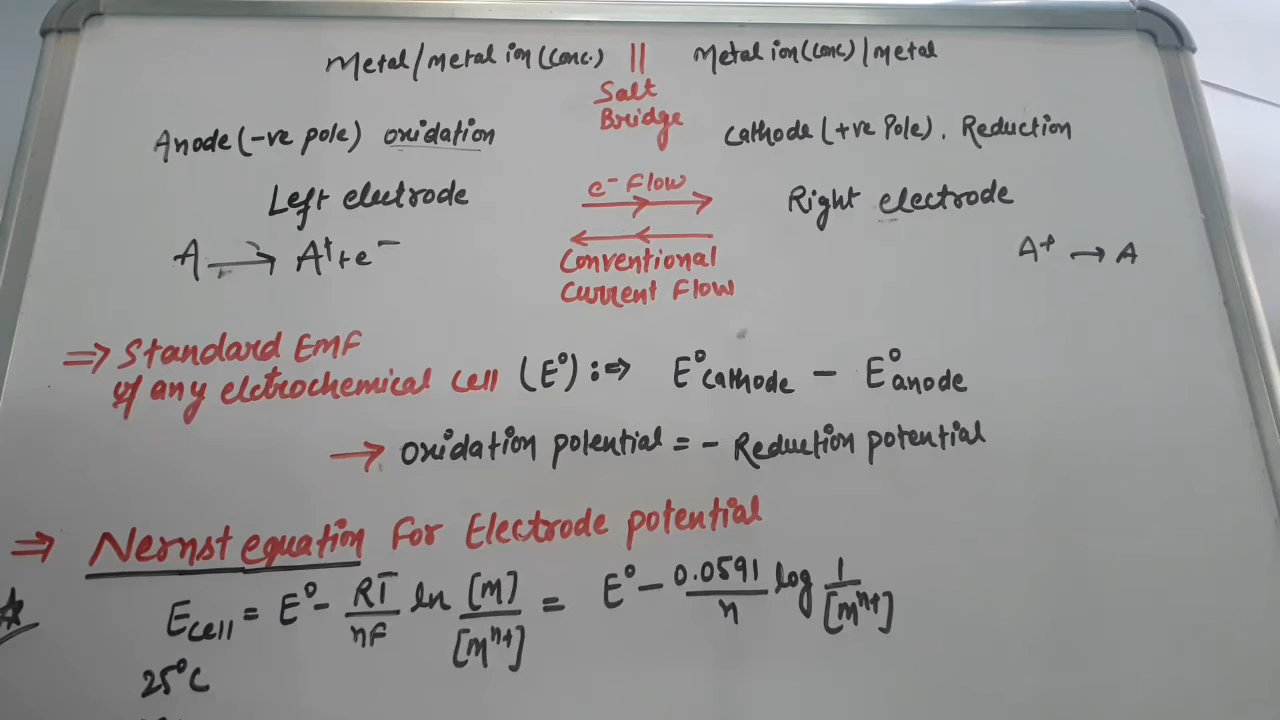 Metal/metal ion (conc.) || Metal ion (conc) | metal
Salt
Bridge
Anode (-ve pole) oxidation
Cathode (+ve Pole). Reduction
Left electrode
e⁻ Flow
Right electrode
A → A⁺ + e⁻
A⁺ → A
Conventional
Current Flow
⇒ Standard EMF
of any elctrochemical Cell (E°) :⇒ E°cathode − E°anode
→ Oxidation potential = - Reduction potential
⇒ Nernst equation For Electrode potential
Ecell = E° - RT/nF ln [M]/[Mⁿ⁺] = E° - 0.0591/n log 1/[Mⁿ⁺]
25°C